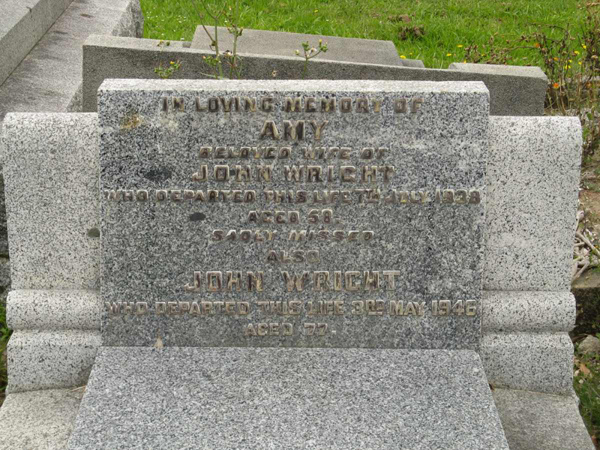 IN LOVING MEMORY OF
AMY
BELOVED WIFE OF
JOHN WRIGHT
WHO DEPARTED THIS LIFE 7TH JULY 1938
AGED 58.
SADLY MISSED
ALSO
JOHN WRIGHT
WHO DEPARTED THIS LIFE 3RD MAY 1946
AGED 77.